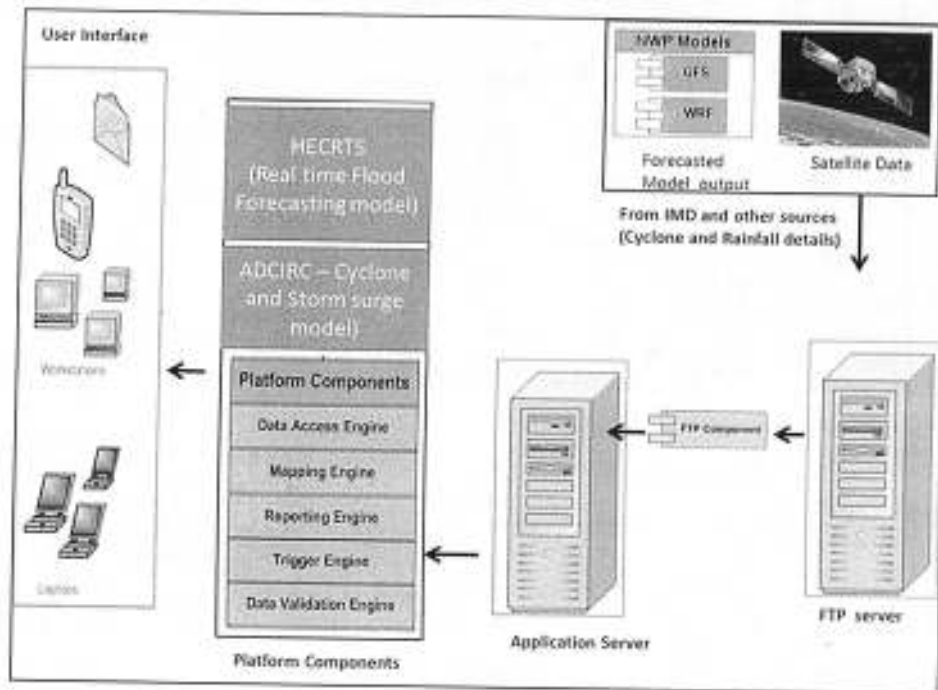 User Interface
NWP Models
GFS
WRF
Forecasted
Model output
Satellite Data
From IMD and other sources
(Cyclone and Rainfall details)
HECRTS
(Real time Flood
Forecasting model)
ADCIRC – Cyclone
and Storm surge
model)
Platform Components
Data Access Engine
Mapping Engine
Reporting Engine
Trigger Engine
Data Validation Engine
Platform Components
FTP Component
Application Server
FTP server
Laptops